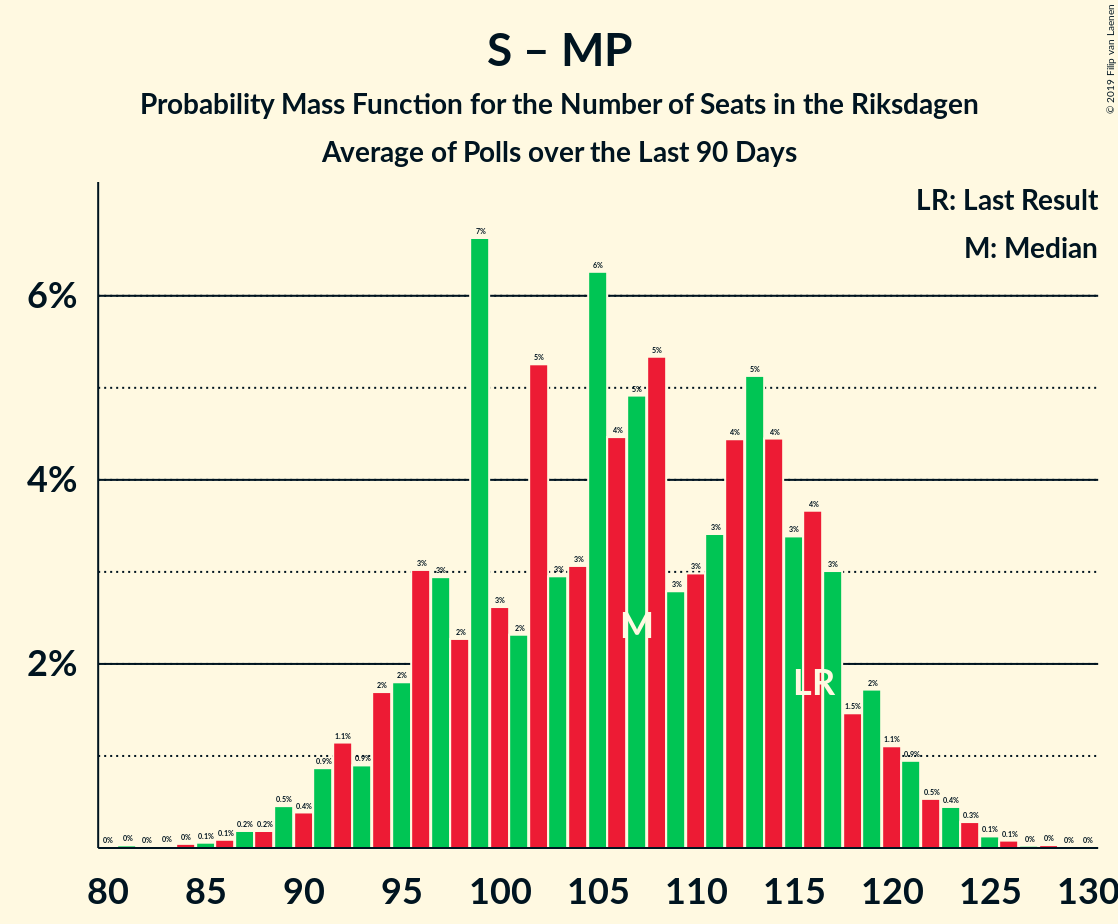 S – MP
Probability Mass Function for the Number of Seats in the Riksdagen
Average of Polls over the Last 90 Days
© 2019 Filip van Laenen
LR: Last Result
M: Median
6%
4%
2%
0% 0% 0% 0% 0% 0.1% 0.1% 0.2% 0.2% 0.5% 0.4% 0.9% 1.1% 0.9% 2% 2% 3% 3% 2% 7% 3% 2% 5% 3% 3% 6% 4% 5% 5% 3% 3% 3% 4% 5% 4% 3% 4% 3% 1.5% 2% 1.1% 0.9% 0.5% 0.4% 0.3% 0.1% 0.1% 0% 0% 0% 0%
M
LR
80 85 90 95 100 105 110 115 120 125 130